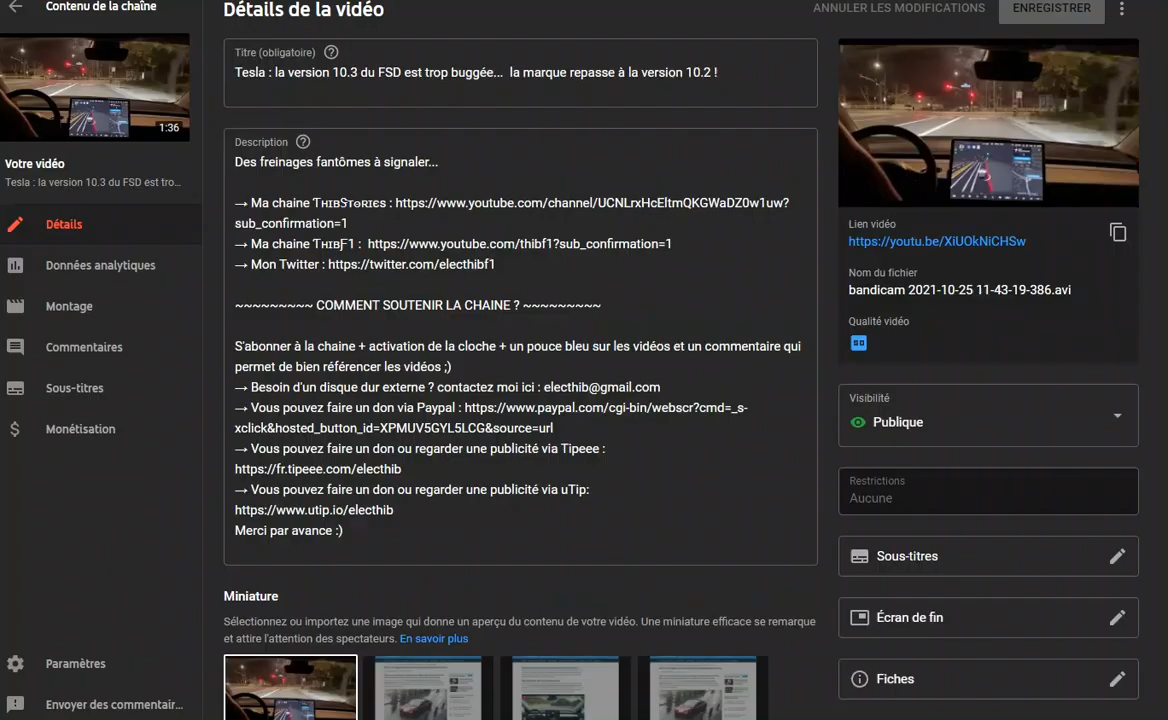 Contenu de la chaîne
1:36
Votre vidéo
Tesla : la version 10.3 du FSD est tro...
Détails
Données analytiques
Montage
Commentaires
Sous-titres
Monétisation
Paramètres
Envoyer des commentair...
Détails de la vidéo
ANNULER LES MODIFICATIONS
ENREGISTRER
Titre (obligatoire)
Tesla : la version 10.3 du FSD est trop buggée... la marque repasse à la version 10.2 !
Description
Des freinages fantômes à signaler...
→ Ma chaine ƬʜɪʙSᴛᴏʀɪᴇs : https://www.youtube.com/channel/UCNLrxHcEltmQKGWaDZ0w1uw?
sub_confirmation=1
→ Ma chaine ƬʜɪʙƑ1 : https://www.youtube.com/thibf1?sub_confirmation=1
→ Mon Twitter : https://twitter.com/electhibf1
~~~~~~~~~ COMMENT SOUTENIR LA CHAINE ? ~~~~~~~~~
S'abonner à la chaine + activation de la cloche + un pouce bleu sur les vidéos et un commentaire qui
permet de bien référencer les vidéos ;)
→ Besoin d'un disque dur externe ? contactez moi ici : electhib@gmail.com
→ Vous pouvez faire un don via Paypal : https://www.paypal.com/cgi-bin/webscr?cmd=_s-
xclick&hosted_button_id=XPMUV5GYL5LCG&source=url
→ Vous pouvez faire un don ou regarder une publicité via Tipeee :
https://fr.tipeee.com/electhib
→ Vous pouvez faire un don ou regarder une publicité via uTip:
https://www.utip.io/electhib
Merci par avance :)
Miniature
Sélectionnez ou importez une image qui donne un aperçu du contenu de votre vidéo. Une miniature efficace se remarque
et attire l'attention des spectateurs. En savoir plus
Lien vidéo
https://youtu.be/XiUOkNiCHSw
Nom du fichier
bandicam 2021-10-25 11-43-19-386.avi
Qualité vidéo
SD
Visibilité
Publique
Restrictions
Aucune
Sous-titres
Écran de fin
Fiches